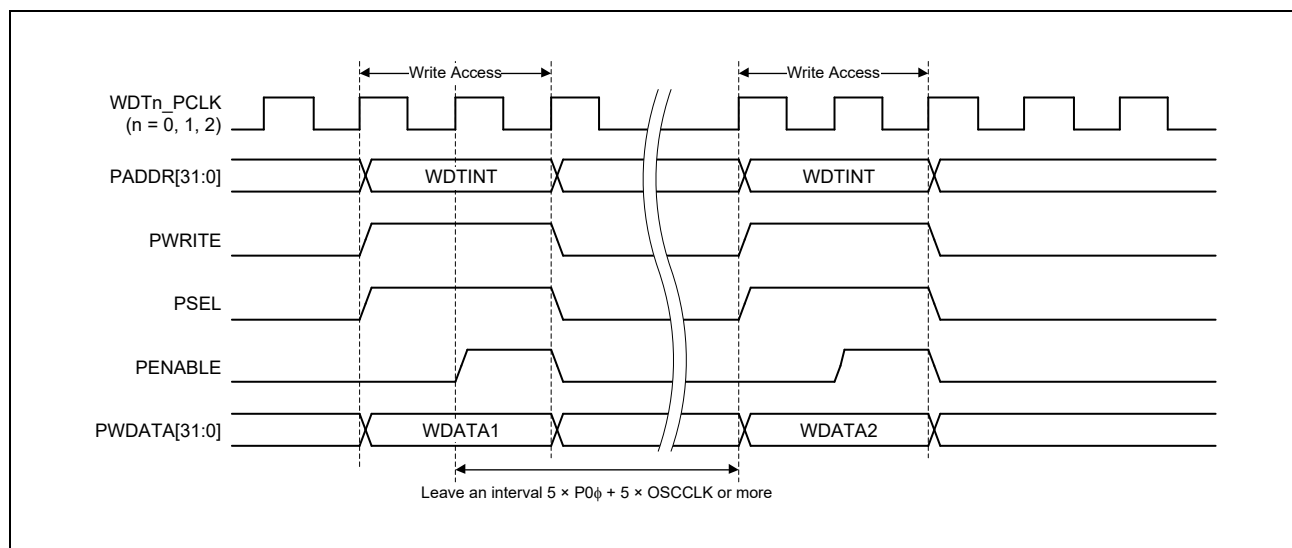 Write Access
Write Access
WDTn_PCLK
(n = 0, 1, 2)
PADDR[31:0]
WDTINT
WDTINT
PWRITE
PSEL
PENABLE
PWDATA[31:0]
WDATA1
WDATA2
Leave an interval 5 × P0ϕ + 5 × OSCCLK or more